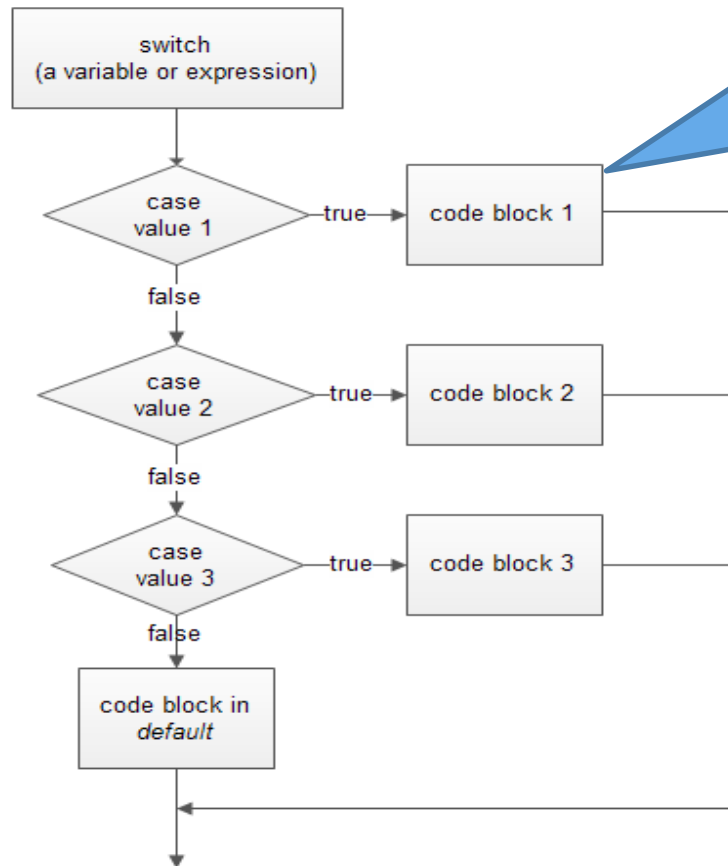 switch
(a variable or expression)
case
value 1
true
code block 1
false
case
value 2
true
code block 2
false
case
value 3
true
code block 3
false
code block in
default